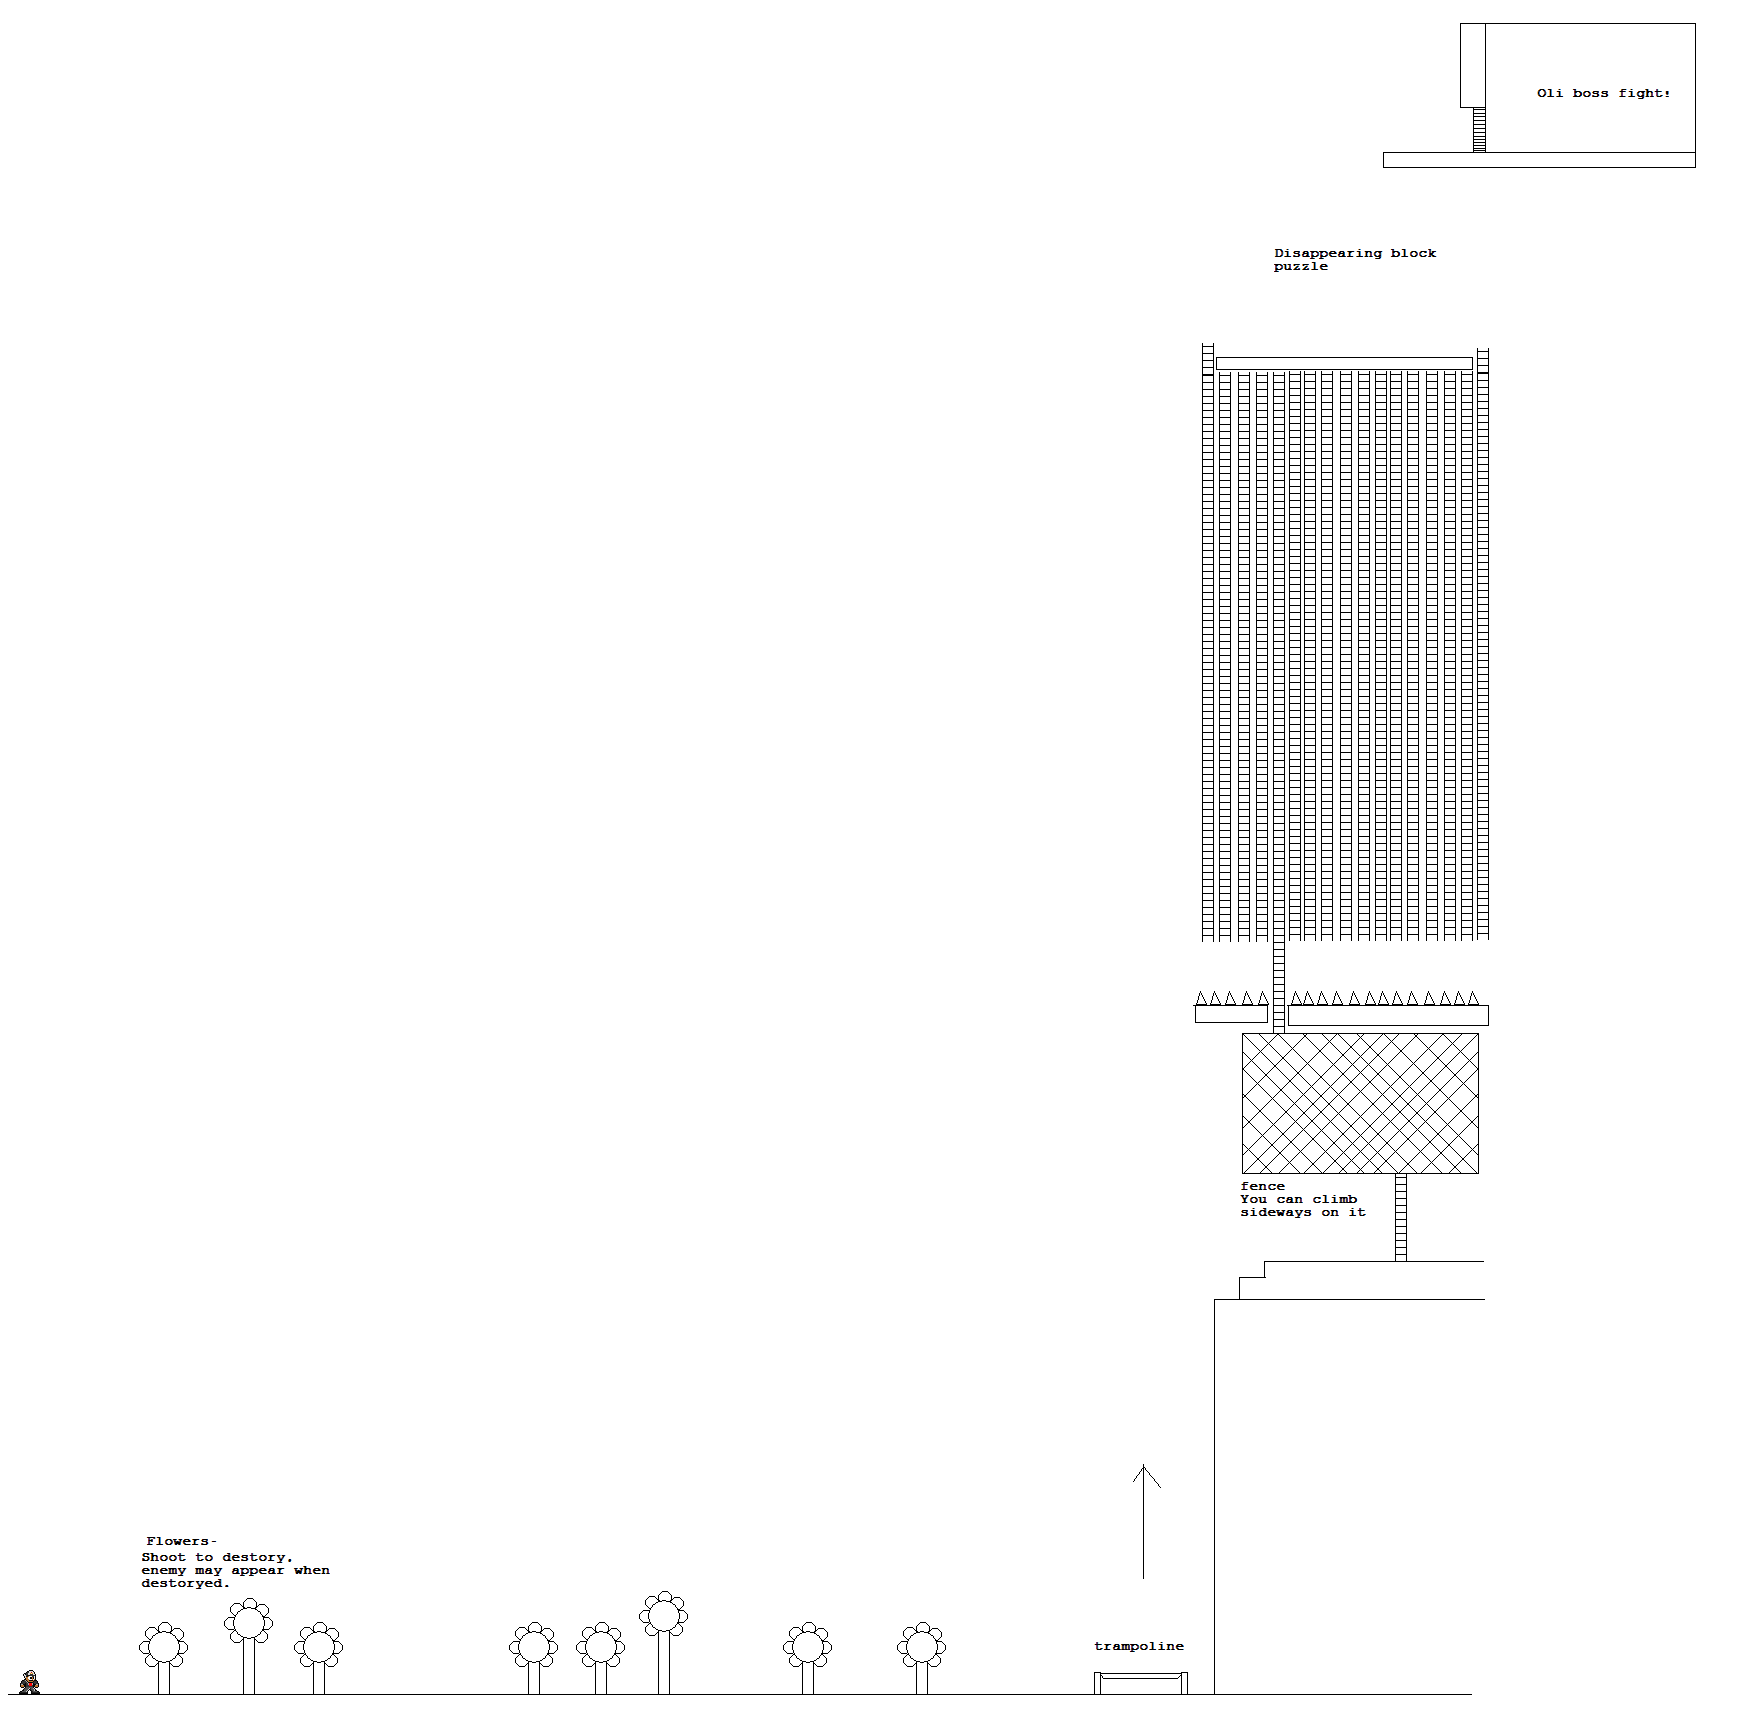 Oli boss fight!
Disappearing block
puzzle
fence
You can climb
sideways on it
Flowers-
Shoot to destory,
enemy may appear when
destoryed.
trampoline